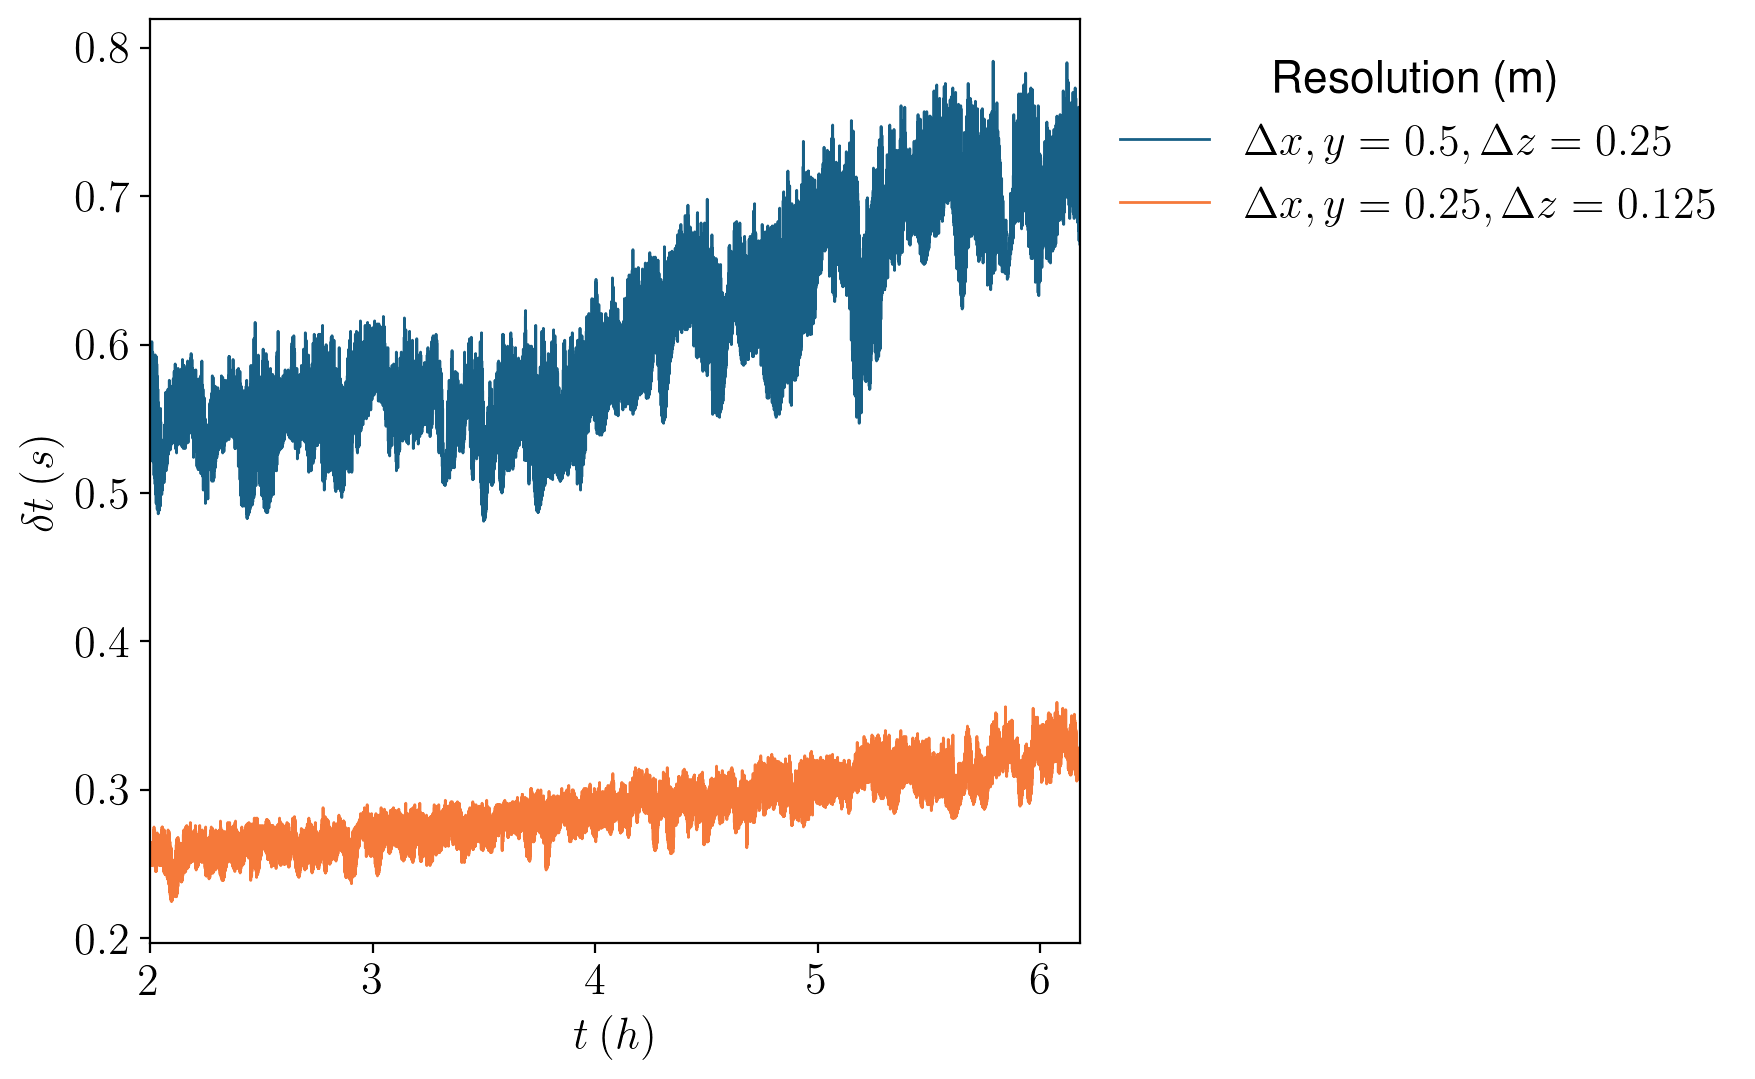 0.8
0.7
0.6
0.5
0.4
0.3
0.2
δt (s)
2 3 4 5 6
t (h)
Resolution (m)
Δx, y = 0.5, Δz = 0.25
Δx, y = 0.25, Δz = 0.125